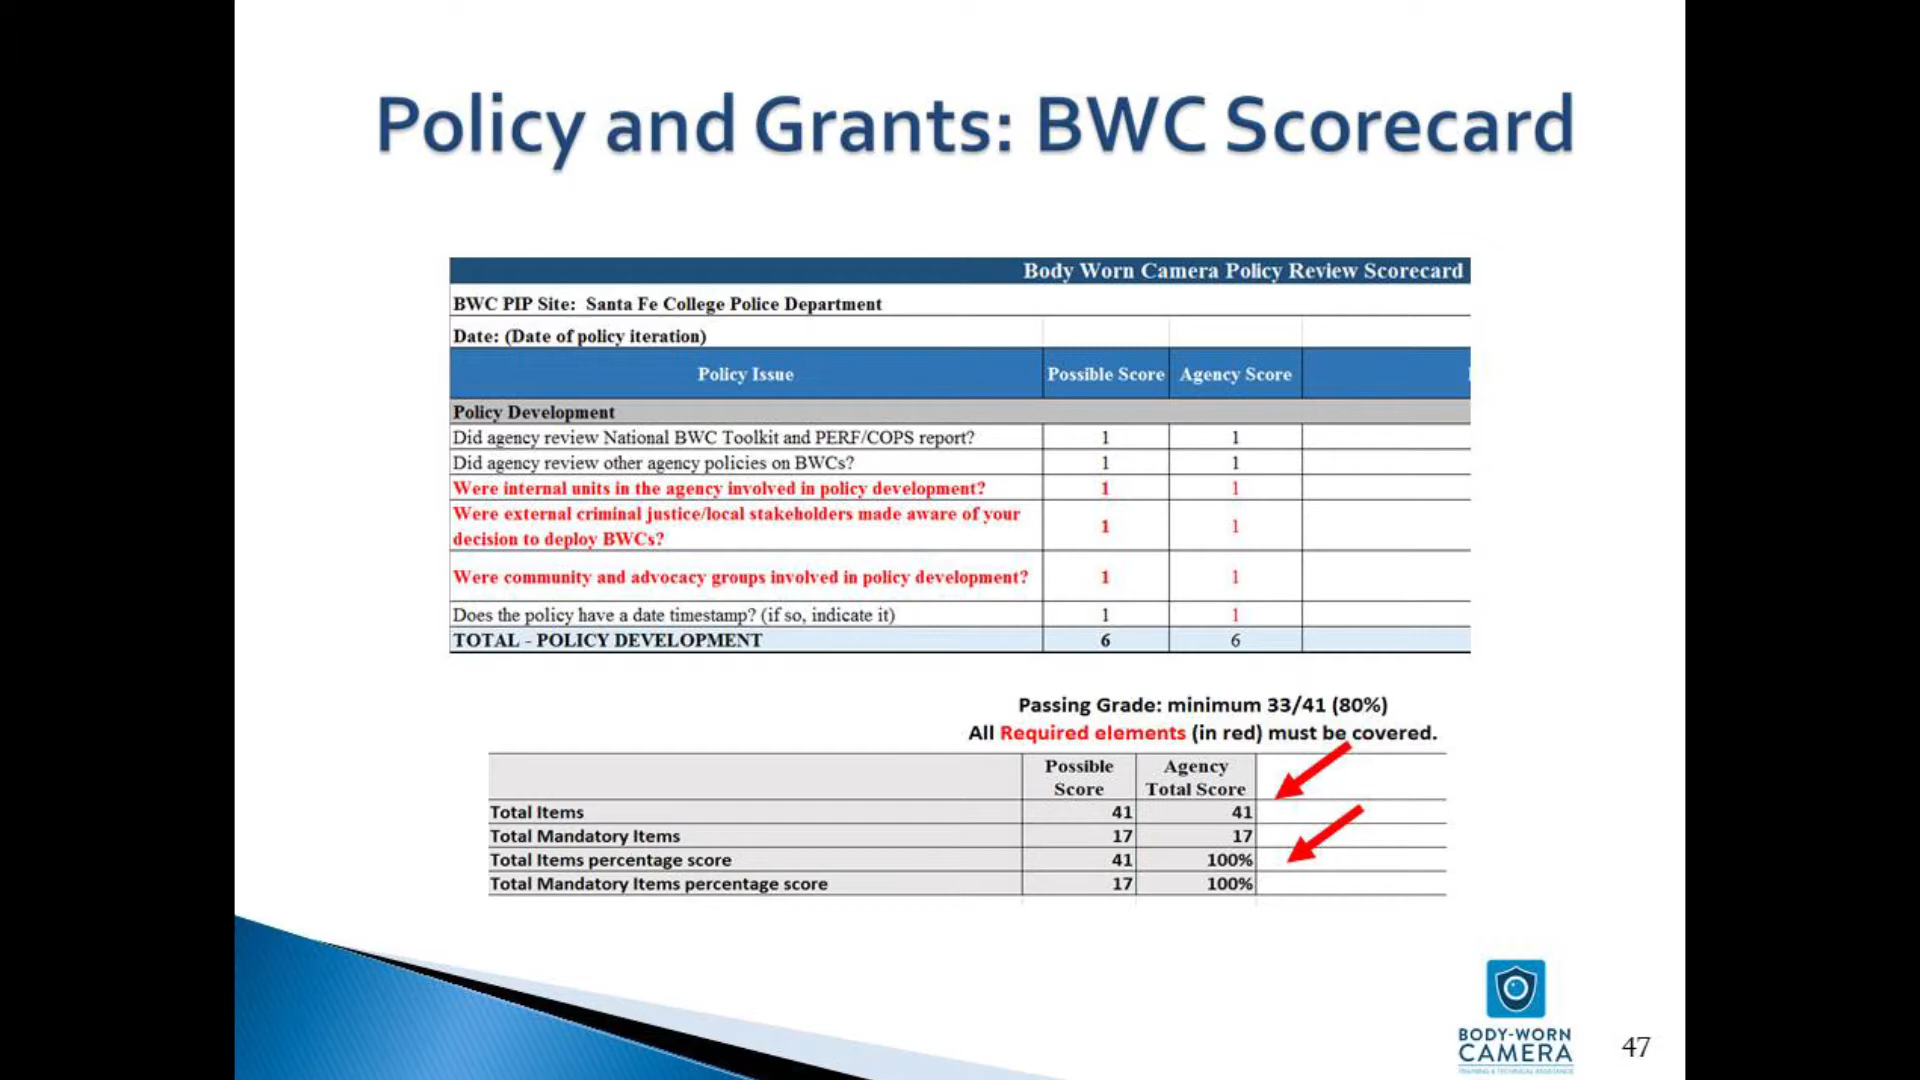 Policy and Grants: BWC Scorecard
Body Worn Camera Policy Review Scorecard
BWC PIP Site: Santa Fe College Police Department
Date: (Date of policy iteration)
Policy Issue Possible Score Agency Score
Policy Development
Did agency review National BWC Toolkit and PERF/COPS report? 1 1
Did agency review other agency policies on BWCs? 1 1
Were internal units in the agency involved in policy development? 1 1
Were external criminal justice/local stakeholders made aware of your
decision to deploy BWCs? 1 1
Were community and advocacy groups involved in policy development? 1 1
Does the policy have a date timestamp? (if so, indicate it) 1 1
TOTAL - POLICY DEVELOPMENT 6 6
Passing Grade: minimum 33/41 (80%)
All Required elements (in red) must be covered.
Possible Agency
Score Total Score
Total Items 41 41
Total Mandatory Items 17 17
Total Items percentage score 41 100%
Total Mandatory Items percentage score 17 100%
BODY-WORN
CAMERA
TRAINING & TECHNICAL ASSISTANCE
47